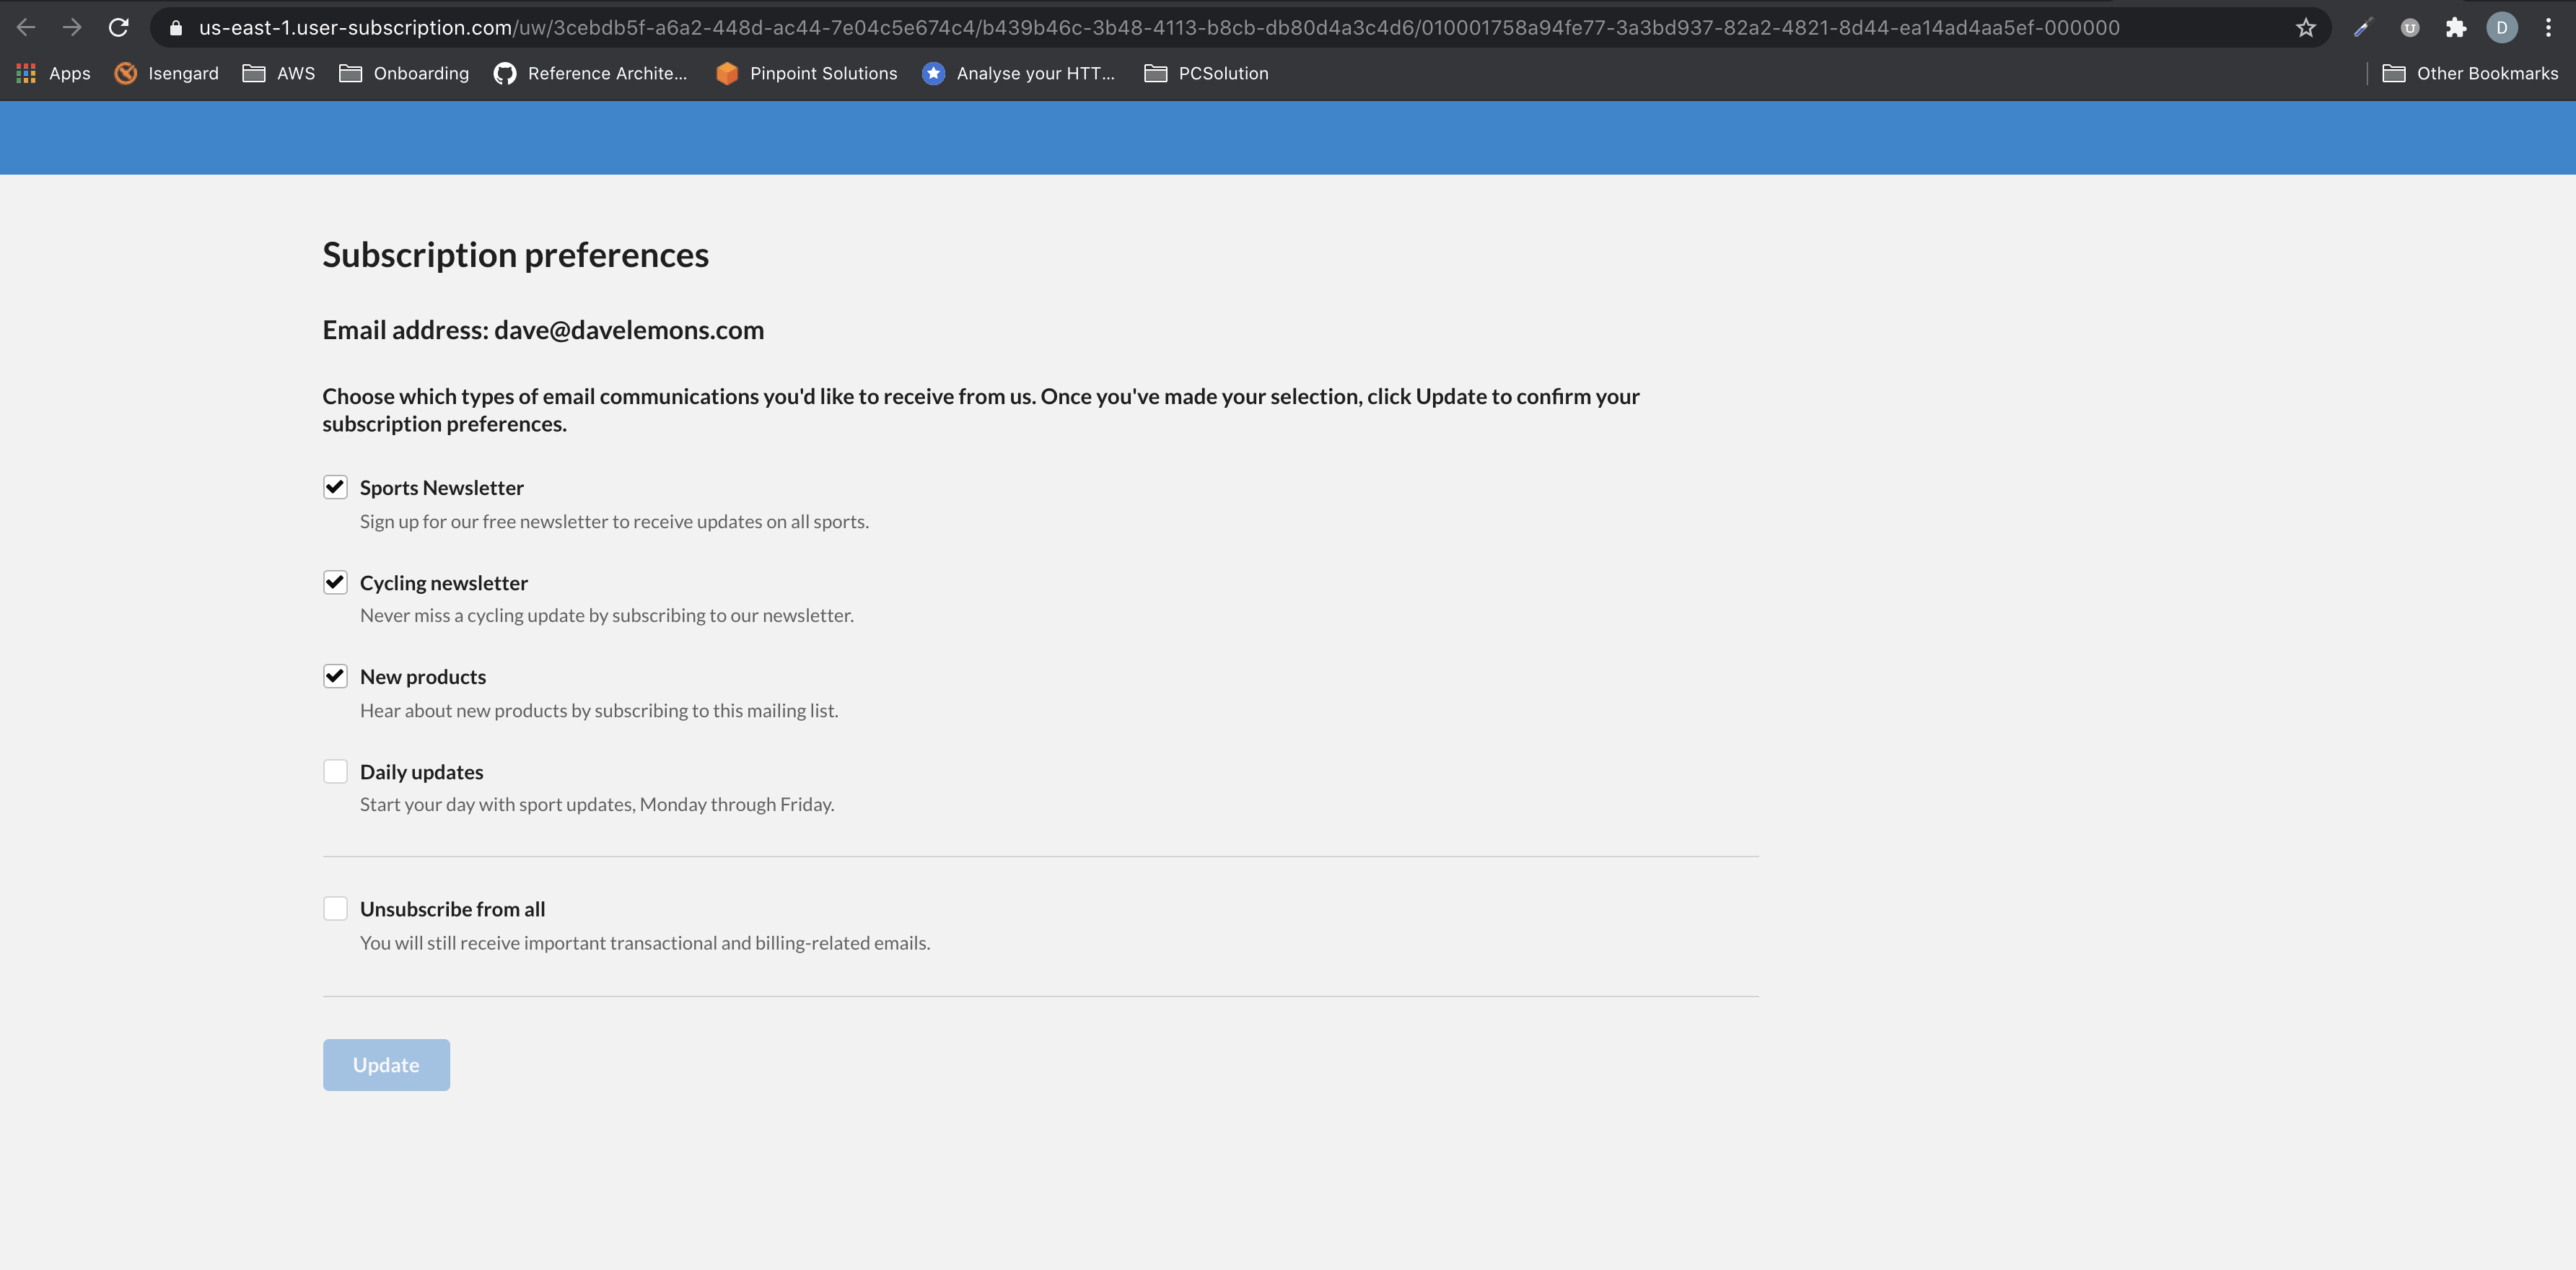 us-east-1.user-subscription.com/uw/3cebdb5f-a6a2-448d-ac44-7e04c5e674c4/b439b46c-3b48-4113-b8cb-db80d4a3c4d6/010001758a94fe77-3a3bd937-82a2-4821-8d44-ea14ad4aa5ef-000000 D
Apps Isengard AWS Onboarding Reference Archite... Pinpoint Solutions Analyse your HTT... PCSolution Other Bookmarks
Subscription preferences
Email address: dave@davelemons.com
Choose which types of email communications you'd like to receive from us. Once you've made your selection, click Update to confirm your
subscription preferences.
Sports Newsletter
Sign up for our free newsletter to receive updates on all sports.
Cycling newsletter
Never miss a cycling update by subscribing to our newsletter.
New products
Hear about new products by subscribing to this mailing list.
Daily updates
Start your day with sport updates, Monday through Friday.
Unsubscribe from all
You will still receive important transactional and billing-related emails.
Update